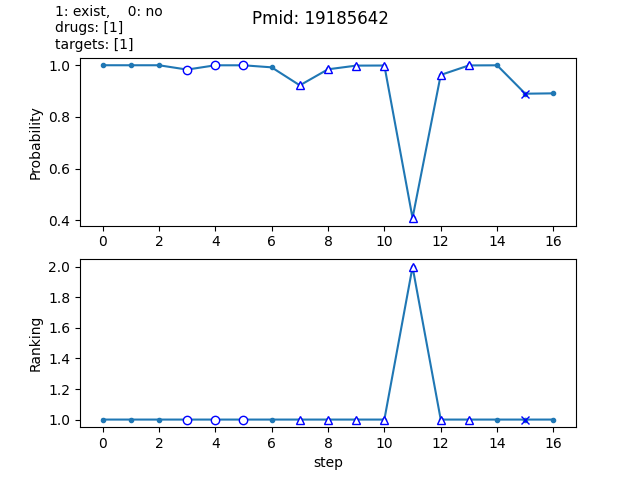 1: exist,    0: no
drugs: [1]
targets: [1]
Pmid: 19185642
Probability
1.0
0.8
0.6
0.4
0 2 4 6 8 10 12 14 16
Ranking
2.0
1.8
1.6
1.4
1.2
1.0
0 2 4 6 8 10 12 14 16
step